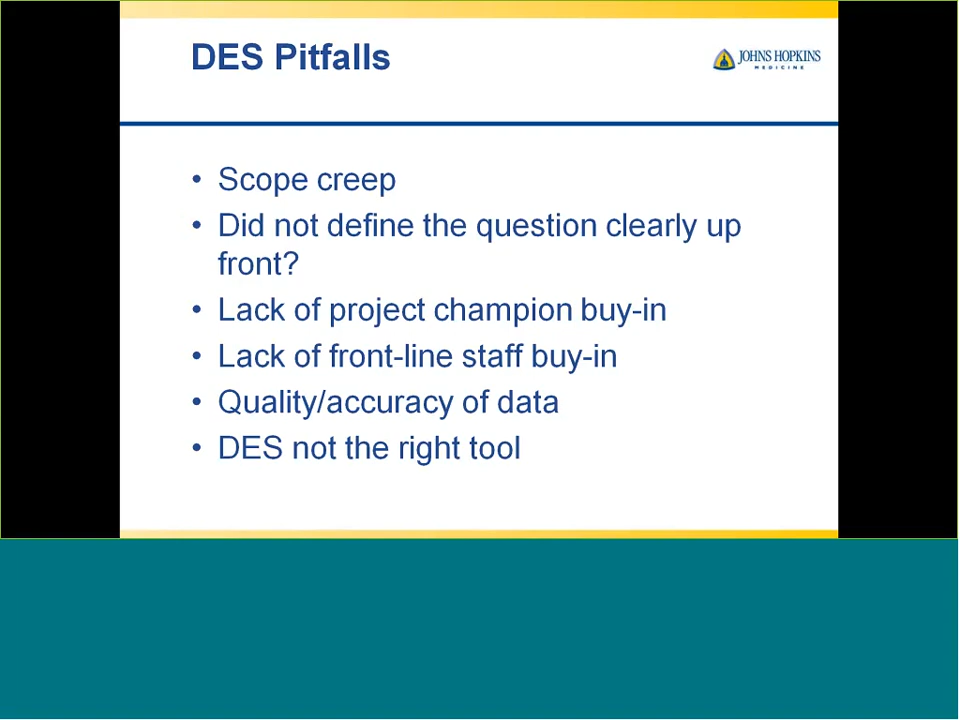 DES Pitfalls
JOHNS HOPKINS
MEDICINE
• Scope creep
• Did not define the question clearly up
front?
• Lack of project champion buy-in
• Lack of front-line staff buy-in
• Quality/accuracy of data
• DES not the right tool